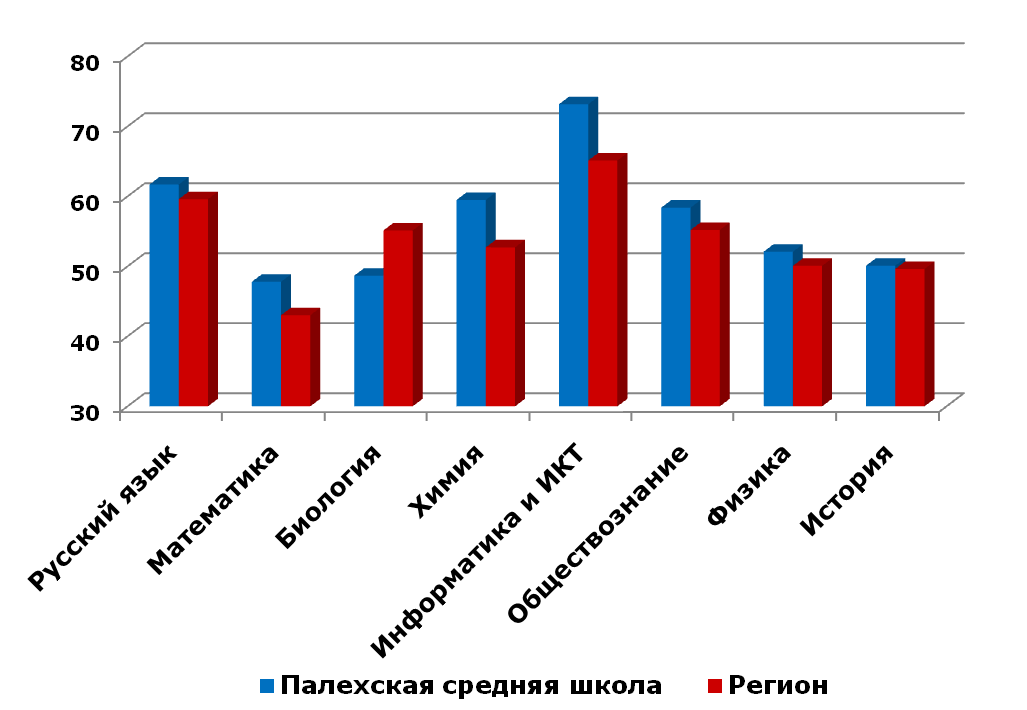 80
70
60
50
40
30
Русский язык
Математика
Биология
Химия
Информатика и ИКТ
Обществознание
Физика
История
Палехская средняя школа
Регион